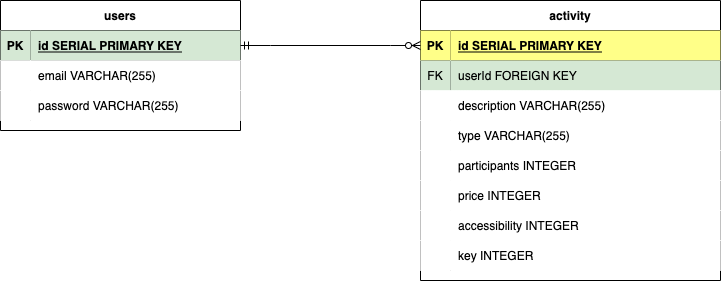 users
PK id SERIAL PRIMARY KEY
email VARCHAR(255)
password VARCHAR(255)
activity
PK id SERIAL PRIMARY KEY
FK userId FOREIGN KEY
description VARCHAR(255)
type VARCHAR(255)
participants INTEGER
price INTEGER
accessibility INTEGER
key INTEGER